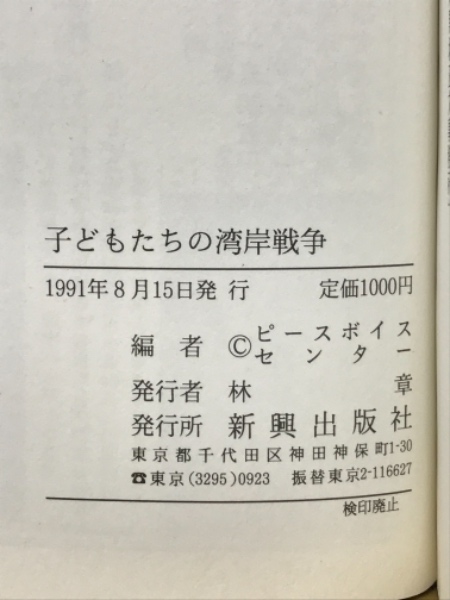 子どもたちの湾岸戦争
1991年8月15日発 行 定価1000円
編 者 ©ピースボイス
センター
発行者 林 章
発行所 新興出版社
東京都千代田区神田神保町1-30
☎東京(3295)0923 振替東京2-116627
検印廃止